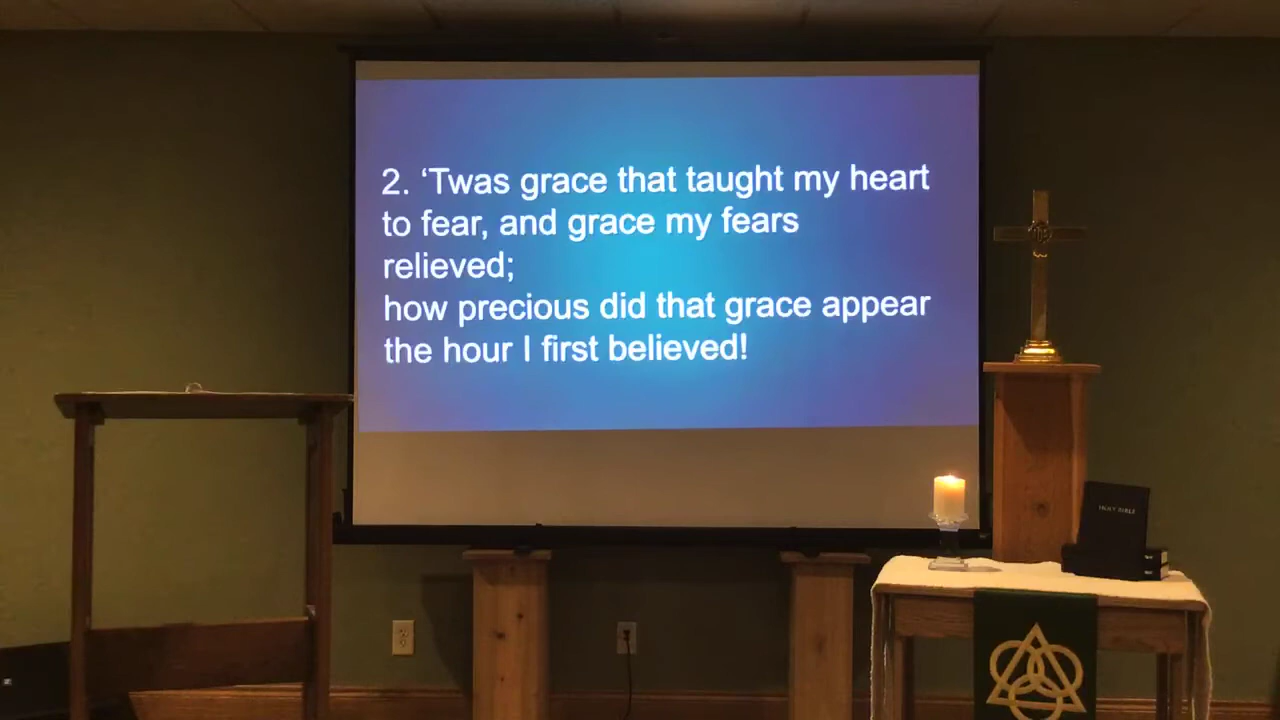 2. ‘Twas grace that taught my heart
to fear, and grace my fears
relieved;
how precious did that grace appear
the hour I first believed!
HOLY BIBLE